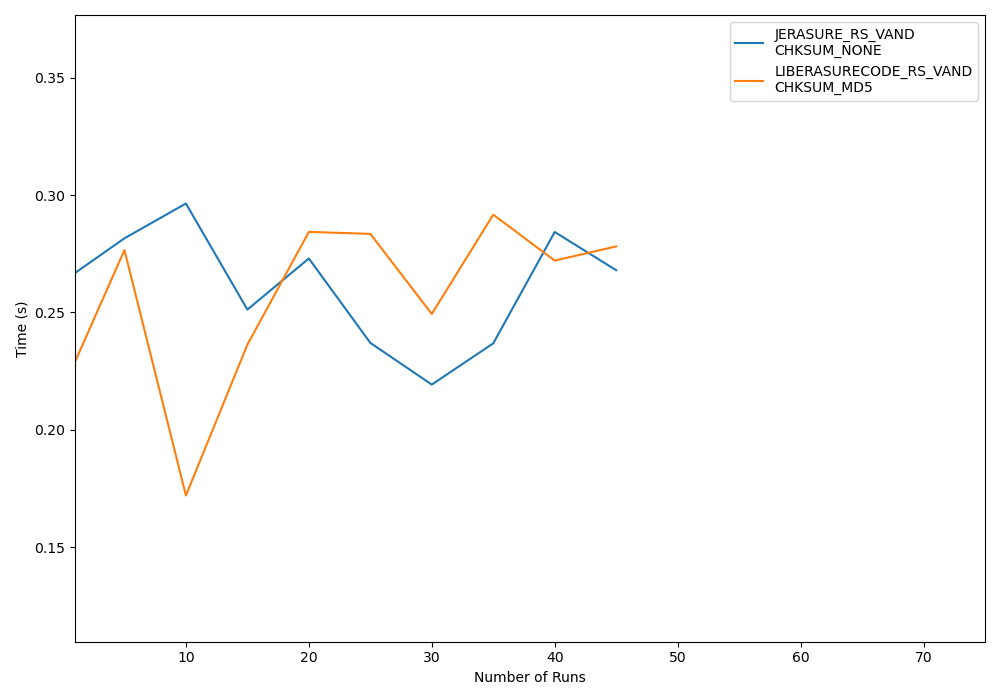 JERASURE_RS_VAND
CHKSUM_NONE
LIBERASURECODE_RS_VAND
CHKSUM_MD5
0.35
0.30
0.25
0.20
0.15
Time (s)
10 20 30 40 50 60 70
Number of Runs